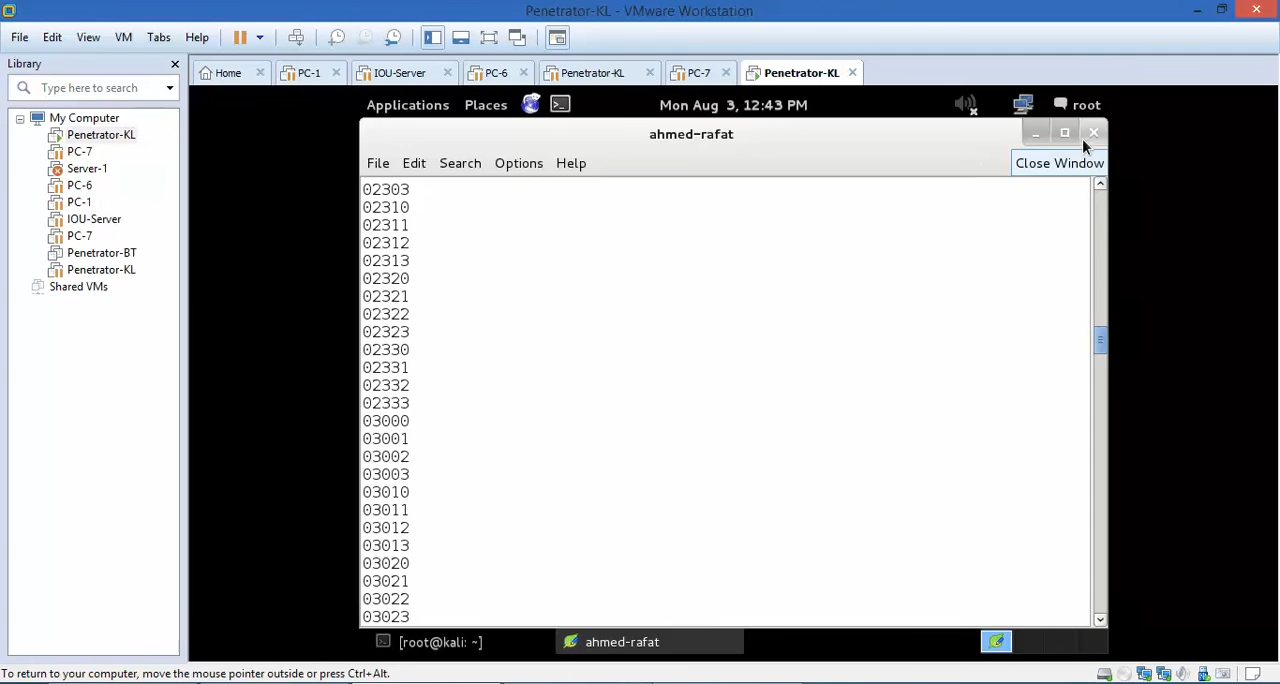 Penetrator-KL - VMware Workstation
File Edit View VM Tabs Help
Library
Type here to search
Home PC-1 IOU-Server PC-6 Penetrator-KL PC-7 Penetrator-KL
My Computer
Penetrator-KL
PC-7
Server-1
PC-6
PC-1
IOU-Server
PC-7
Penetrator-BT
Penetrator-KL
Shared VMs
Applications Places Mon Aug 3, 12:43 PM root
ahmed-rafat
File Edit Search Options Help
Close Window
02303
02310
02311
02312
02313
02320
02321
02322
02323
02330
02331
02332
02333
03000
03001
03002
03003
03010
03011
03012
03013
03020
03021
03022
03023
[root@kali: ~] ahmed-rafat
To return to your computer, move the mouse pointer outside or press Ctrl+Alt.